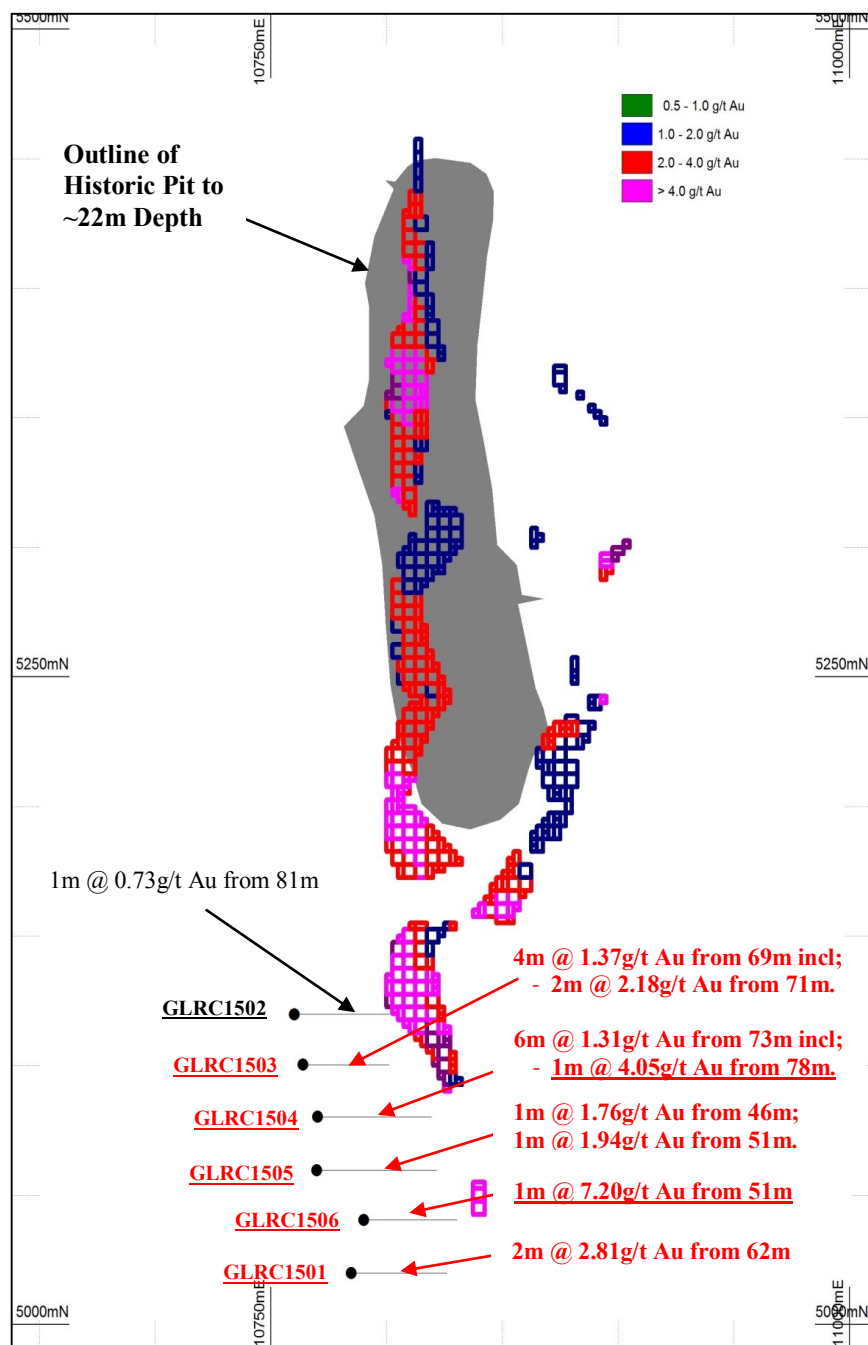 5500mN
5500mN
10750mE
11000mE
0.5 - 1.0 g/t Au
1.0 - 2.0 g/t Au
2.0 - 4.0 g/t Au
> 4.0 g/t Au
Outline of
Historic Pit to
~22m Depth
5250mN
5250mN
1m @ 0.73g/t Au from 81m
4m @ 1.37g/t Au from 69m incl;
- 2m @ 2.18g/t Au from 71m.
GLRC1502
6m @ 1.31g/t Au from 73m incl;
- 1m @ 4.05g/t Au from 78m.
GLRC1503
1m @ 1.76g/t Au from 46m;
1m @ 1.94g/t Au from 51m.
GLRC1504
GLRC1505
1m @ 7.20g/t Au from 51m
GLRC1506
2m @ 2.81g/t Au from 62m
GLRC1501
5000mN
5000mN
10750mE
11000mE